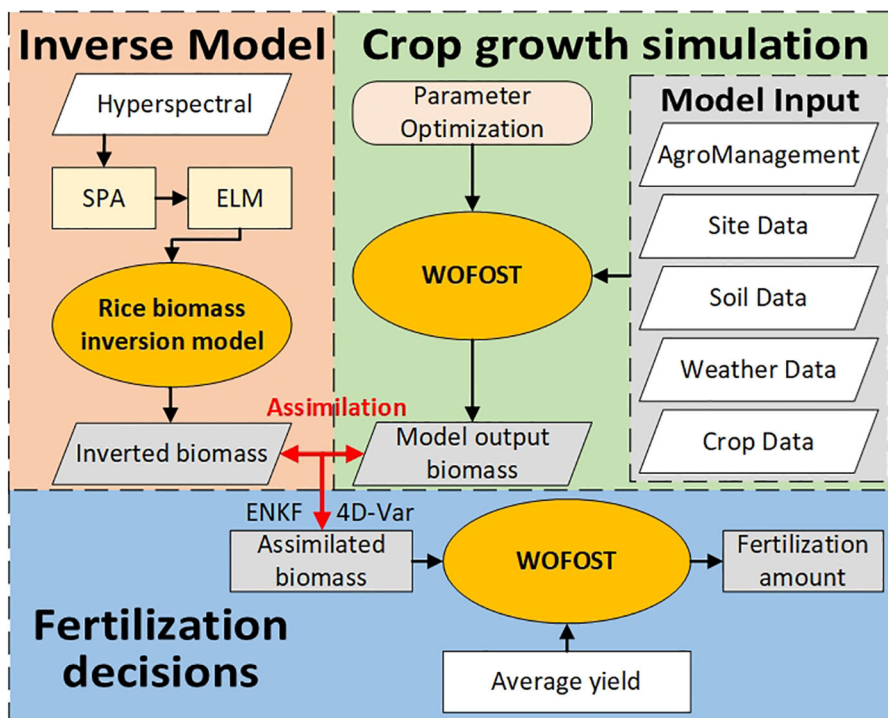 Inverse Model
Hyperspectral
SPA
ELM
Rice biomass
inversion model
Inverted biomass
Crop growth simulation
Parameter
Optimization
WOFOST
Model output
biomass
Model Input
AgroManagement
Site Data
Soil Data
Weather Data
Crop Data
Assimilation
ENKF
4D-Var
Assimilated
biomass
WOFOST
Fertilization
amount
Average yield
Fertilization
decisions